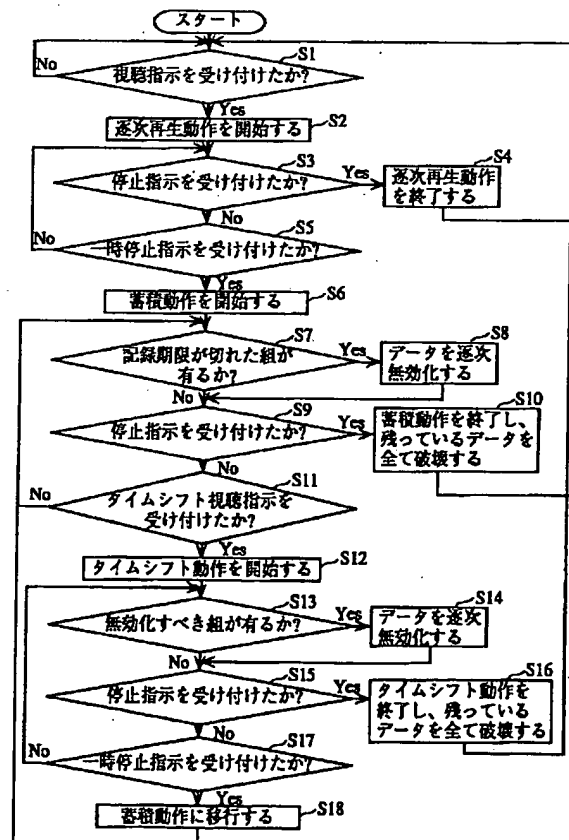 スタート
S1
No
視聴指示を受け付けたか?
Yes
S2
逐次再生動作を開始する
S3
停止指示を受け付けたか?
Yes
S4
逐次再生動作
を終了する
No
S5
No
一時停止指示を受け付けたか?
Yes
S6
蓄積動作を開始する
S7
記録期限が切れた組が
有るか?
Yes
S8
データを逐次
無効化する
No
S9
停止指示を受け付けたか?
Yes
S10
蓄積動作を終了し、
残っているデータを
全て破壊する
No
S11
No
タイムシフト視聴指示を
受け付けたか?
Yes
S12
タイムシフト動作を開始する
S13
無効化すべき組が有るか?
Yes
S14
データを逐次
無効化する
No
S15
停止指示を受け付けたか?
Yes
S16
タイムシフト動作を
終了し、残っている
データを全て破壊する
No
S17
No
一時停止指示を受け付けたか?
Yes
S18
蓄積動作に移行する